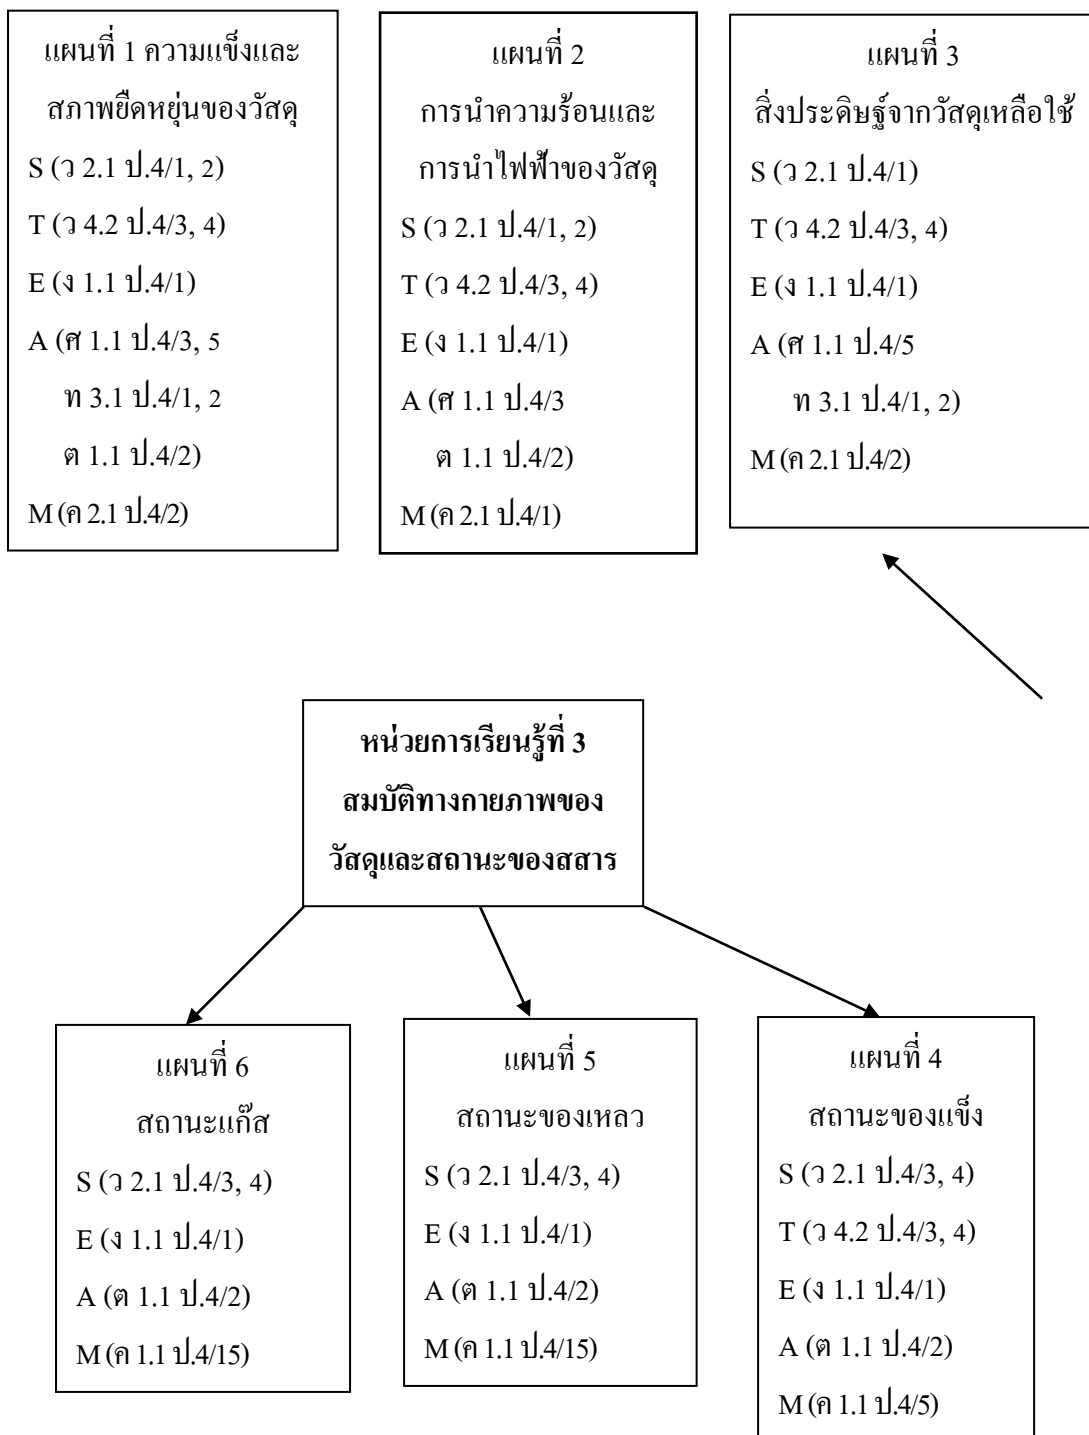 แผนที่ 1 ความแข็งและ
สภาพยืดหยุ่นของวัสดุ
S (ว 2.1 ป.4/1, 2)
T (ว 4.2 ป.4/3, 4)
E (ง 1.1 ป.4/1)
A (ศ 1.1 ป.4/3, 5
ท 3.1 ป.4/1, 2
ต 1.1 ป.4/2)
M (ค 2.1 ป.4/2)
แผนที่ 2
การนำความร้อนและ
การนำไฟฟ้าของวัสดุ
S (ว 2.1 ป.4/1, 2)
T (ว 4.2 ป.4/3, 4)
E (ง 1.1 ป.4/1)
A (ศ 1.1 ป.4/3
ต 1.1 ป.4/2)
M (ค 2.1 ป.4/1)
แผนที่ 3
สิ่งประดิษฐ์จากวัสดุเหลือใช้
S (ว 2.1 ป.4/1)
T (ว 4.2 ป.4/3, 4)
E (ง 1.1 ป.4/1)
A (ศ 1.1 ป.4/5
ท 3.1 ป.4/1, 2)
M (ค 2.1 ป.4/2)
หน่วยการเรียนรู้ที่ 3
สมบัติทางกายภาพของ
วัสดุและสถานะของสสาร
แผนที่ 6
สถานะแก๊ส
S (ว 2.1 ป.4/3, 4)
E (ง 1.1 ป.4/1)
A (ต 1.1 ป.4/2)
M (ค 1.1 ป.4/15)
แผนที่ 5
สถานะของเหลว
S (ว 2.1 ป.4/3, 4)
E (ง 1.1 ป.4/1)
A (ต 1.1 ป.4/2)
M (ค 1.1 ป.4/15)
แผนที่ 4
สถานะของแข็ง
S (ว 2.1 ป.4/3, 4)
T (ว 4.2 ป.4/3, 4)
E (ง 1.1 ป.4/1)
A (ต 1.1 ป.4/2)
M (ค 1.1 ป.4/5)